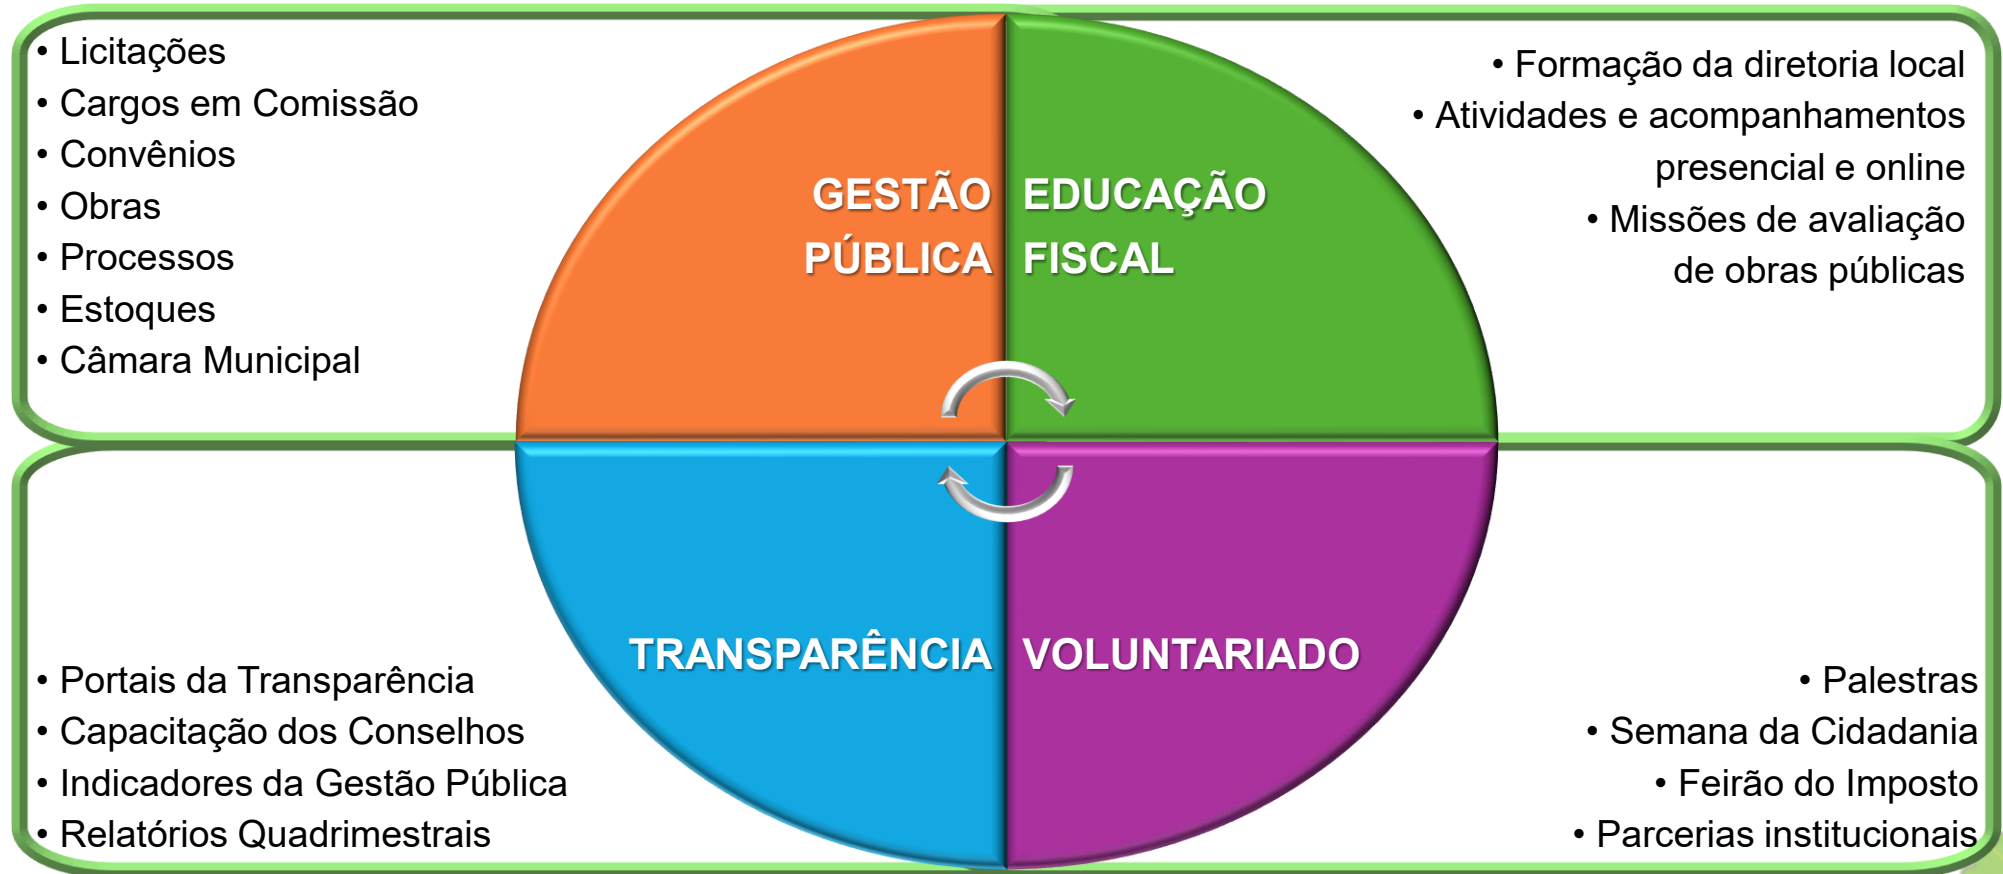 • Licitações
• Cargos em Comissão
• Convênios
• Obras
• Processos
• Estoques
• Câmara Municipal
GESTÃO
PÚBLICA
EDUCAÇÃO
FISCAL
• Formação da diretoria local
• Atividades e acompanhamentos
presencial e online
• Missões de avaliação
de obras públicas
• Portais da Transparência
• Capacitação dos Conselhos
• Indicadores da Gestão Pública
• Relatórios Quadrimestrais
TRANSPARÊNCIA
VOLUNTARIADO
• Palestras
• Semana da Cidadania
• Feirão do Imposto
• Parcerias institucionais